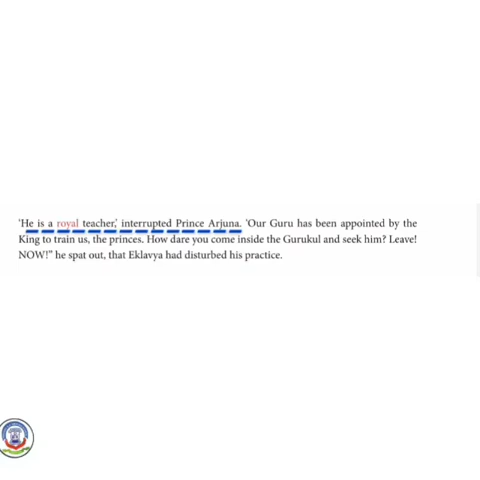 'He is a royal teacher,' interrupted Prince Arjuna. 'Our Guru has been appointed by the
King to train us, the princes. How dare you come inside the Gurukul and seek him? Leave!
NOW!" he spat out, that Eklavya had disturbed his practice.